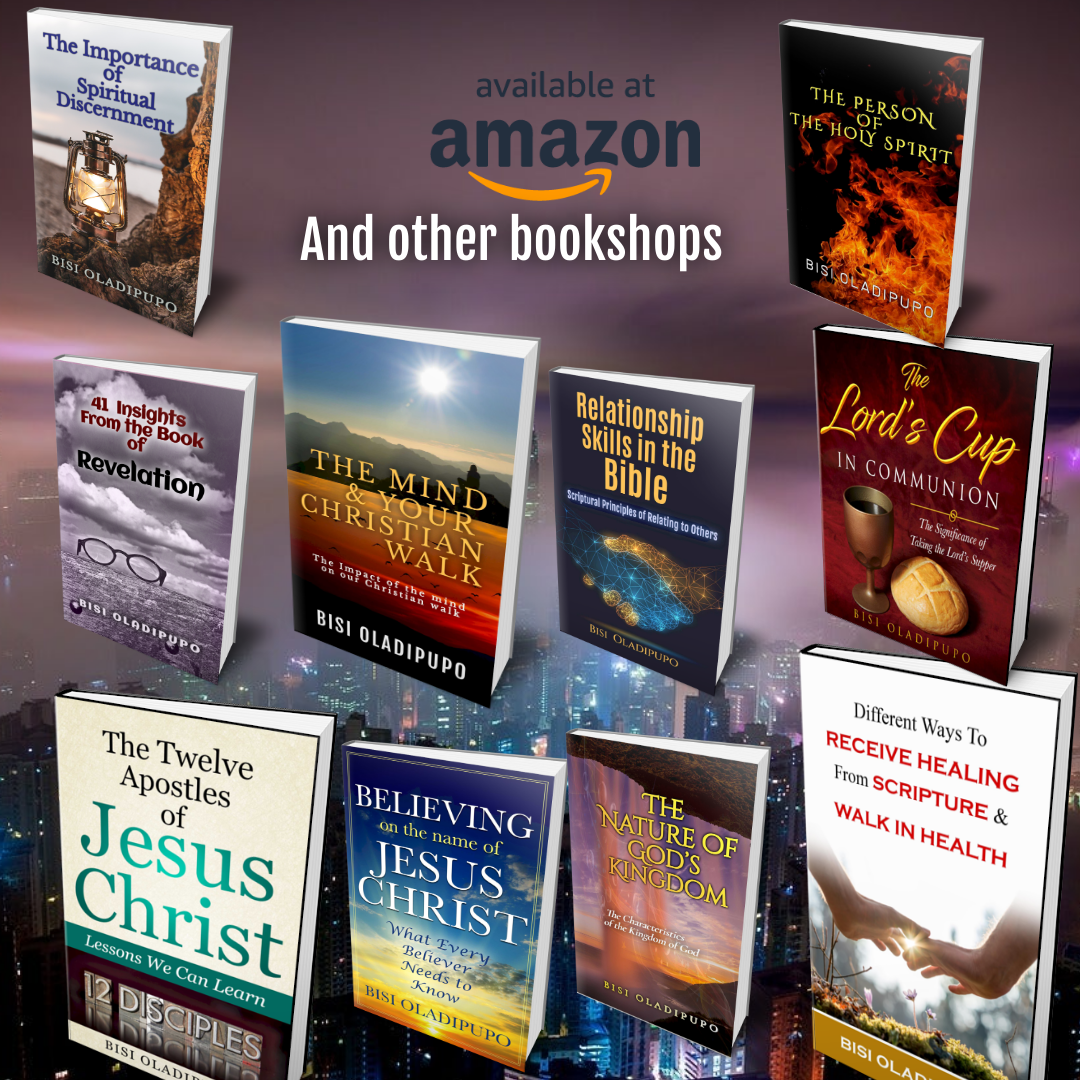 The Importance
of
Spiritual
Discernment
BISI OLADIPUPO
available at
amazon
And other bookshops
THE PERSON
OF
THE HOLY SPIRIT
BISI OLADIPUPO
41 Insights
From the Book
of
Revelation
BISI OLADIPUPO
THE MIND
& YOUR
CHRISTIAN
WALK
The Impact of the mind
on our Christian walk
BISI OLADIPUPO
Relationship
Skills in the
Bible
Scriptural Principles of Relating to Others
BISI OLADIPUPO
The
Lord's Cup
IN COMMUNION
The Significance of
Taking the Lord's Supper
BISI OLADIPUPO
The Twelve
Apostles
of
Jesus
Christ
Lessons We Can Learn
12 DISCIPLES
BISI OLADIP
BELIEVING
on the name of
JESUS
CHRIST
What Every
Believer
Needs to
Know
BISI OLADIPUPO
THE
NATURE OF
GOD'S
KINGDOM
The Characteristics
of the Kingdom of God
BISI OLADIPUPO
Different Ways To
RECEIVE HEALING
From SCRIPTURE &
WALK IN HEALTH
BISI OLAD